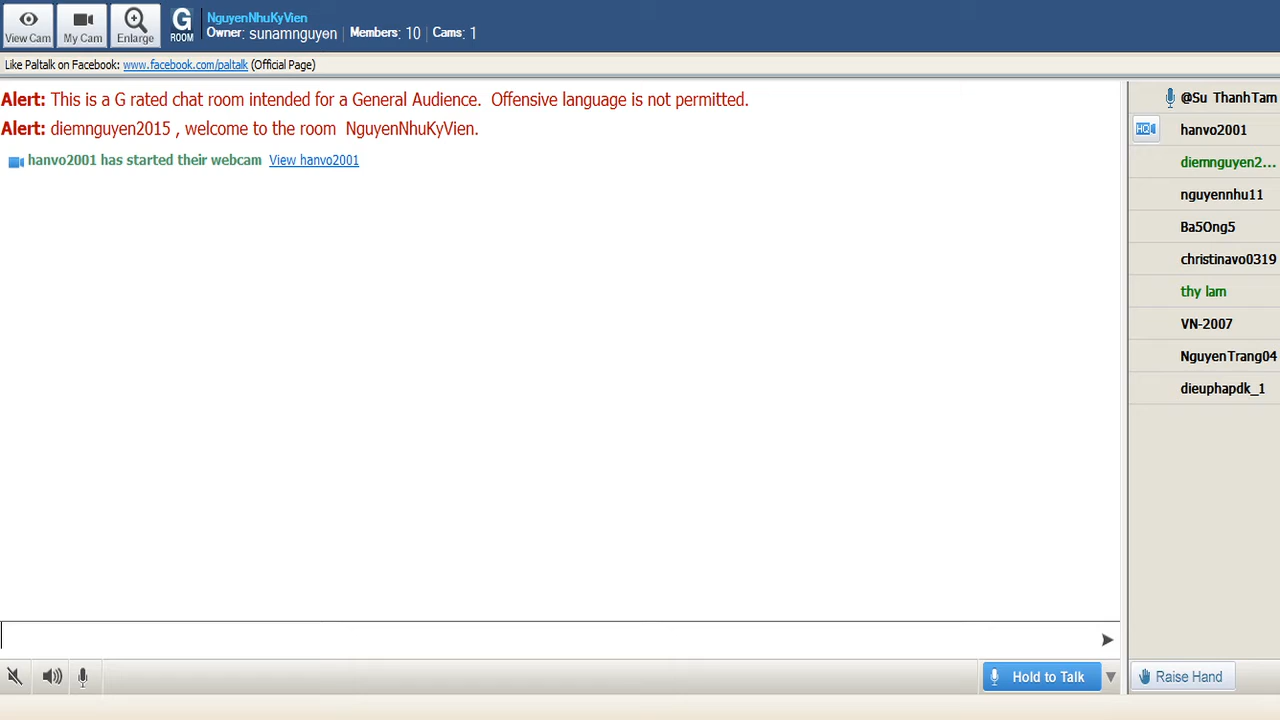 View Cam
My Cam
Enlarge
G
ROOM
NguyenNhuKyVien
Owner: sunamnguyen | Members: 10 | Cams: 1
Like Paltalk on Facebook: www.facebook.com/paltalk (Official Page)
Alert: This is a G rated chat room intended for a General Audience. Offensive language is not permitted.
Alert: diemnguyen2015 , welcome to the room NguyenNhuKyVien.
hanvo2001 has started their webcam View hanvo2001
@Su ThanhTam
HQ
hanvo2001
diemnguyen2...
nguyennhu11
Ba5Ong5
christinavo0319
thy lam
VN-2007
NguyenTrang04
dieuphapdk_1
Hold to Talk
Raise Hand